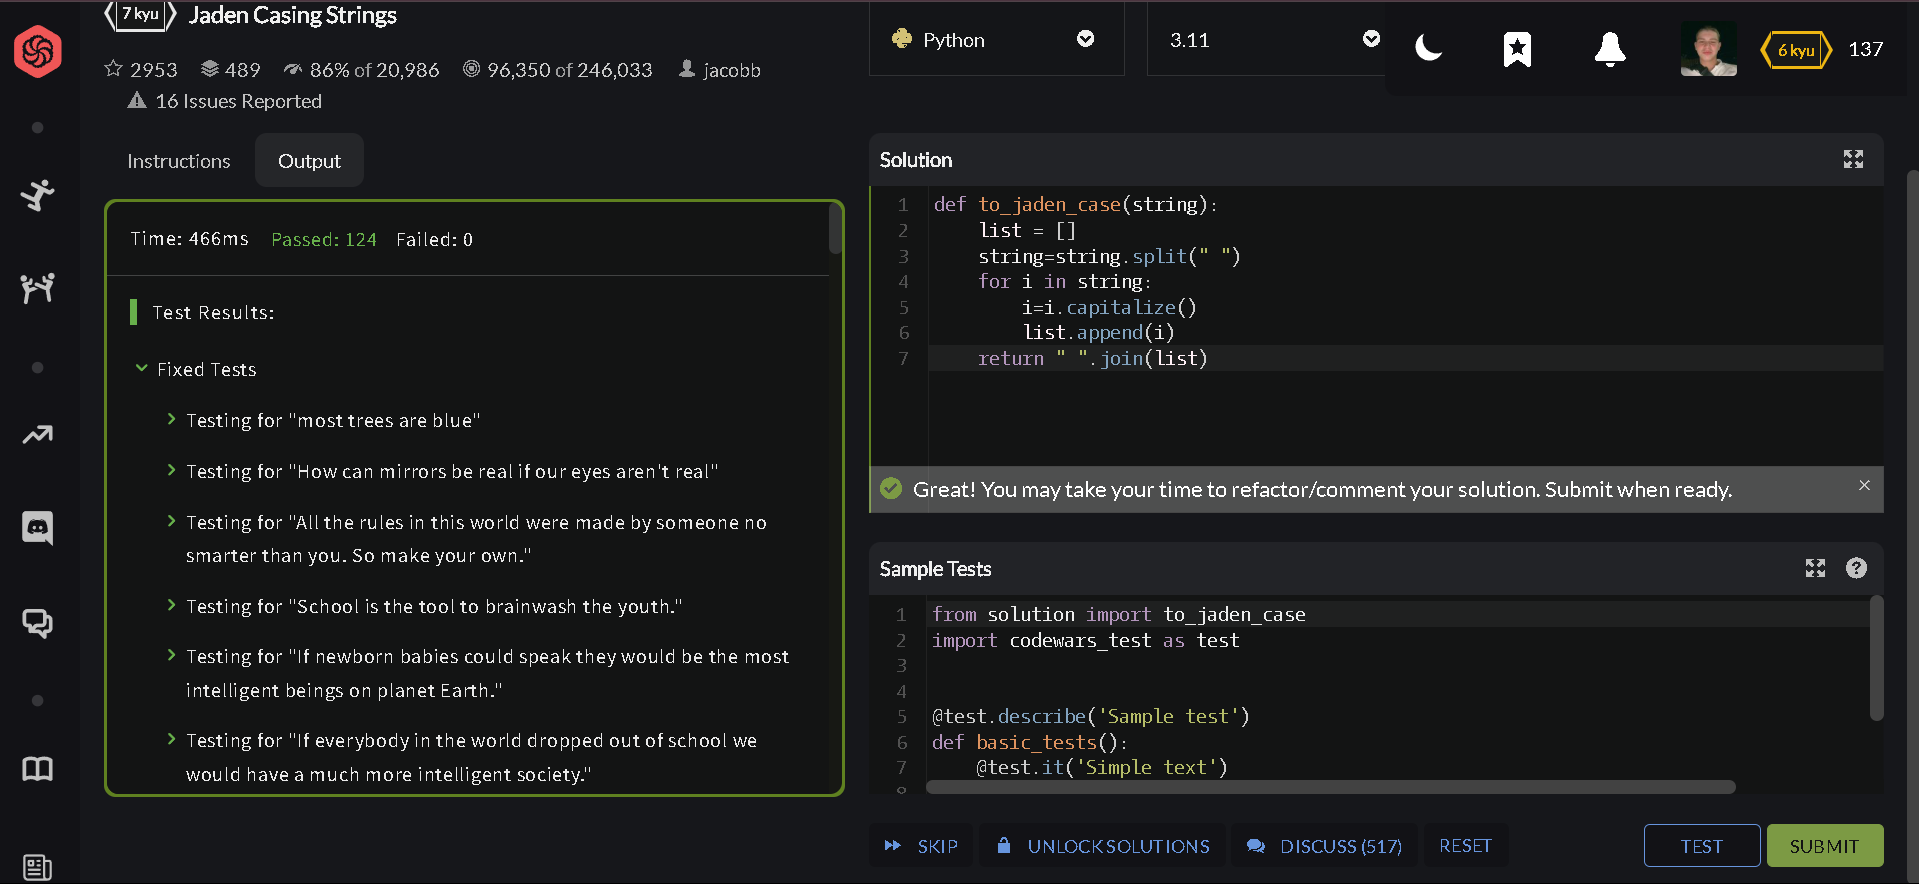 7 kyu Jaden Casing Strings
2953 489 86% of 20,986 96,350 of 246,033 jacobb
16 Issues Reported
Python
3.11
6 kyu 137
Instructions Output
Time: 466ms Passed: 124 Failed: 0
Test Results:
Fixed Tests
Testing for "most trees are blue"
Testing for "How can mirrors be real if our eyes aren't real"
Testing for "All the rules in this world were made by someone no
smarter than you. So make your own."
Testing for "School is the tool to brainwash the youth."
Testing for "If newborn babies could speak they would be the most
intelligent beings on planet Earth."
Testing for "If everybody in the world dropped out of school we
would have a much more intelligent society."
Solution
1 def to_jaden_case(string):
2     list = []
3     string=string.split(" ")
4     for i in string:
5         i=i.capitalize()
6         list.append(i)
7     return " ".join(list)
Great! You may take your time to refactor/comment your solution. Submit when ready.
Sample Tests
1 from solution import to_jaden_case
2 import codewars_test as test
3
4
5 @test.describe('Sample test')
6 def basic_tests():
7     @test.it('Simple text')
8
SKIP UNLOCK SOLUTIONS DISCUSS (517) RESET TEST SUBMIT